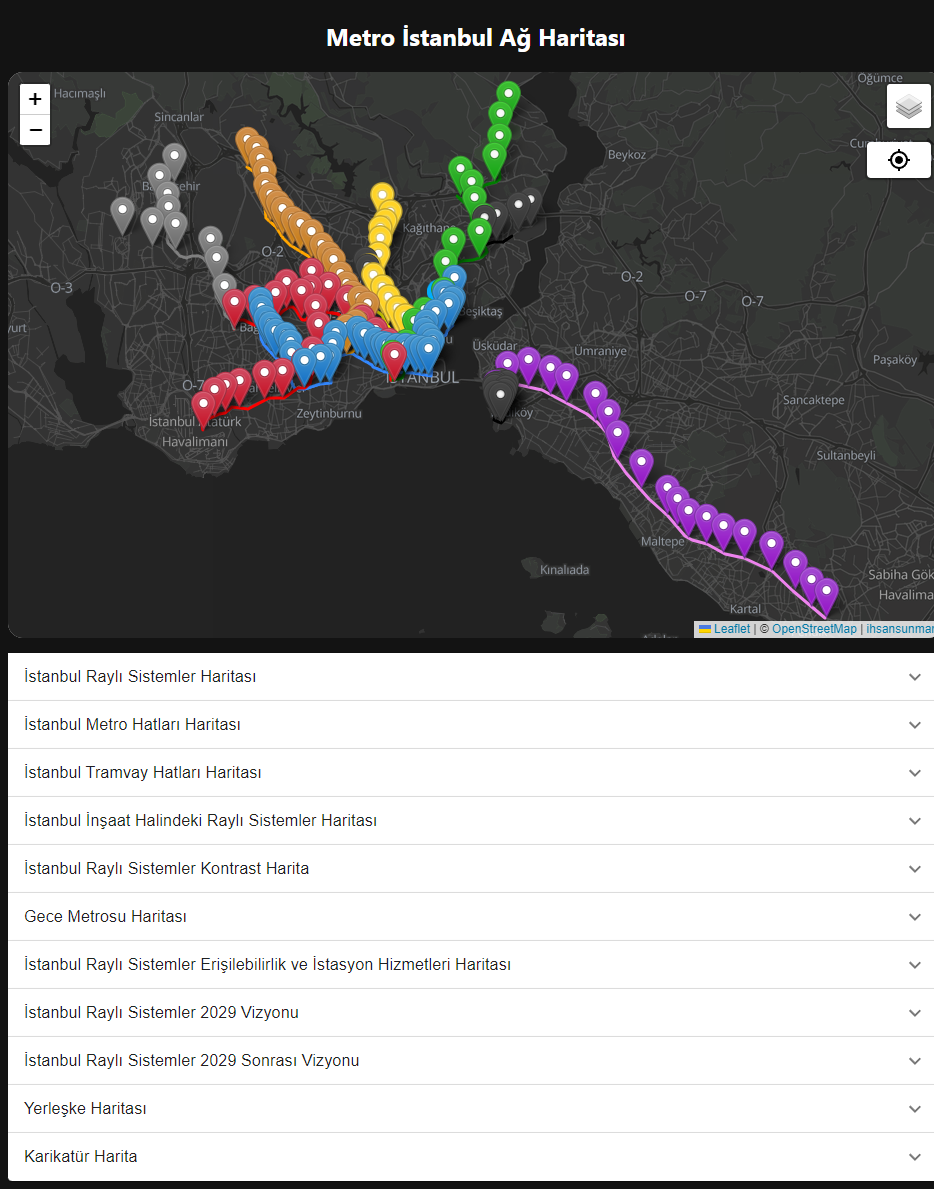 Metro İstanbul Ağ Haritası
+
−
Hacımaşlı
Öğümce
Sincanlar
Beykoz
Kağıthane
O-2
O-2
O-3
O-7
O-7
Beşiktaş
Üsküdar
Ümraniye
Paşaköy
İSTANBUL
O-7
Sancaktepe
Zeytinburnu
İstanbul Atatürk
Havalimanı
Sultanbeyli
Maltepe
Kınalıada
Sabiha Gök
Havalima
Kartal
Leaflet | © OpenStreetMap | ihsansunmar
İstanbul Raylı Sistemler Haritası
İstanbul Metro Hatları Haritası
İstanbul Tramvay Hatları Haritası
İstanbul İnşaat Halindeki Raylı Sistemler Haritası
İstanbul Raylı Sistemler Kontrast Harita
Gece Metrosu Haritası
İstanbul Raylı Sistemler Erişilebilirlik ve İstasyon Hizmetleri Haritası
İstanbul Raylı Sistemler 2029 Vizyonu
İstanbul Raylı Sistemler 2029 Sonrası Vizyonu
Yerleşke Haritası
Karikatür Harita